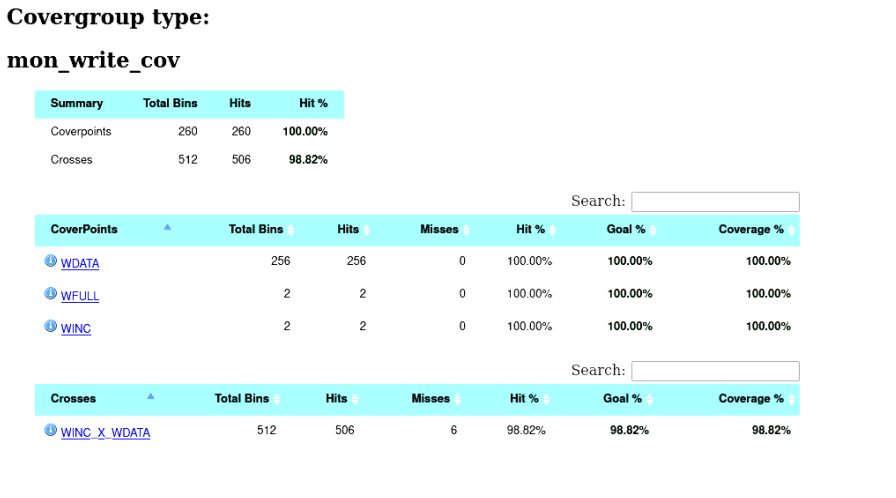 Covergroup type:
mon_write_cov
Summary Total Bins Hits Hit %
Coverpoints 260 260 100.00%
Crosses 512 506 98.82%
Search:
CoverPoints Total Bins Hits Misses Hit % Goal % Coverage %
WDATA 256 256 0 100.00% 100.00% 100.00%
WFULL 2 2 0 100.00% 100.00% 100.00%
WINC 2 2 0 100.00% 100.00% 100.00%
Search:
Crosses Total Bins Hits Misses Hit % Goal % Coverage %
WINC_X_WDATA 512 506 6 98.82% 98.82% 98.82%